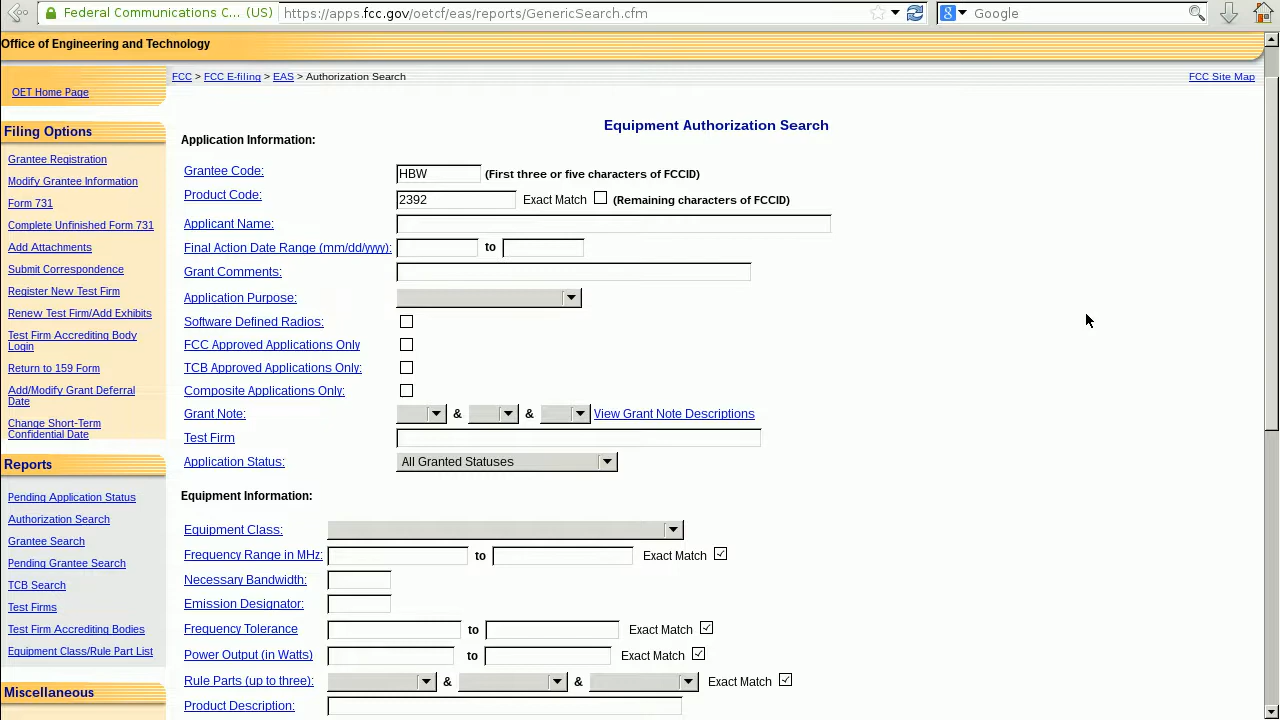 Federal Communications C... (US)
https://apps.fcc.gov/oetcf/eas/reports/GenericSearch.cfm
8
Google
Office of Engineering and Technology
FCC > FCC E-filing > EAS > Authorization Search
FCC Site Map
OET Home Page
Filing Options
Grantee Registration
Modify Grantee Information
Form 731
Complete Unfinished Form 731
Add Attachments
Submit Correspondence
Register New Test Firm
Renew Test Firm/Add Exhibits
Test Firm Accrediting Body
Login
Return to 159 Form
Add/Modify Grant Deferral
Date
Change Short-Term
Confidential Date
Reports
Pending Application Status
Authorization Search
Grantee Search
Pending Grantee Search
TCB Search
Test Firms
Test Firm Accrediting Bodies
Equipment Class/Rule Part List
Miscellaneous
Equipment Authorization Search
Application Information:
Grantee Code: HBW (First three or five characters of FCCID)
Product Code: 2392 Exact Match (Remaining characters of FCCID)
Applicant Name:
Final Action Date Range (mm/dd/yyyy): to
Grant Comments:
Application Purpose:
Software Defined Radios:
FCC Approved Applications Only
TCB Approved Applications Only:
Composite Applications Only:
Grant Note: & & View Grant Note Descriptions
Test Firm
Application Status: All Granted Statuses
Equipment Information:
Equipment Class:
Frequency Range in MHz: to Exact Match
Necessary Bandwidth:
Emission Designator:
Frequency Tolerance to Exact Match
Power Output (in Watts) to Exact Match
Rule Parts (up to three): & & Exact Match
Product Description: